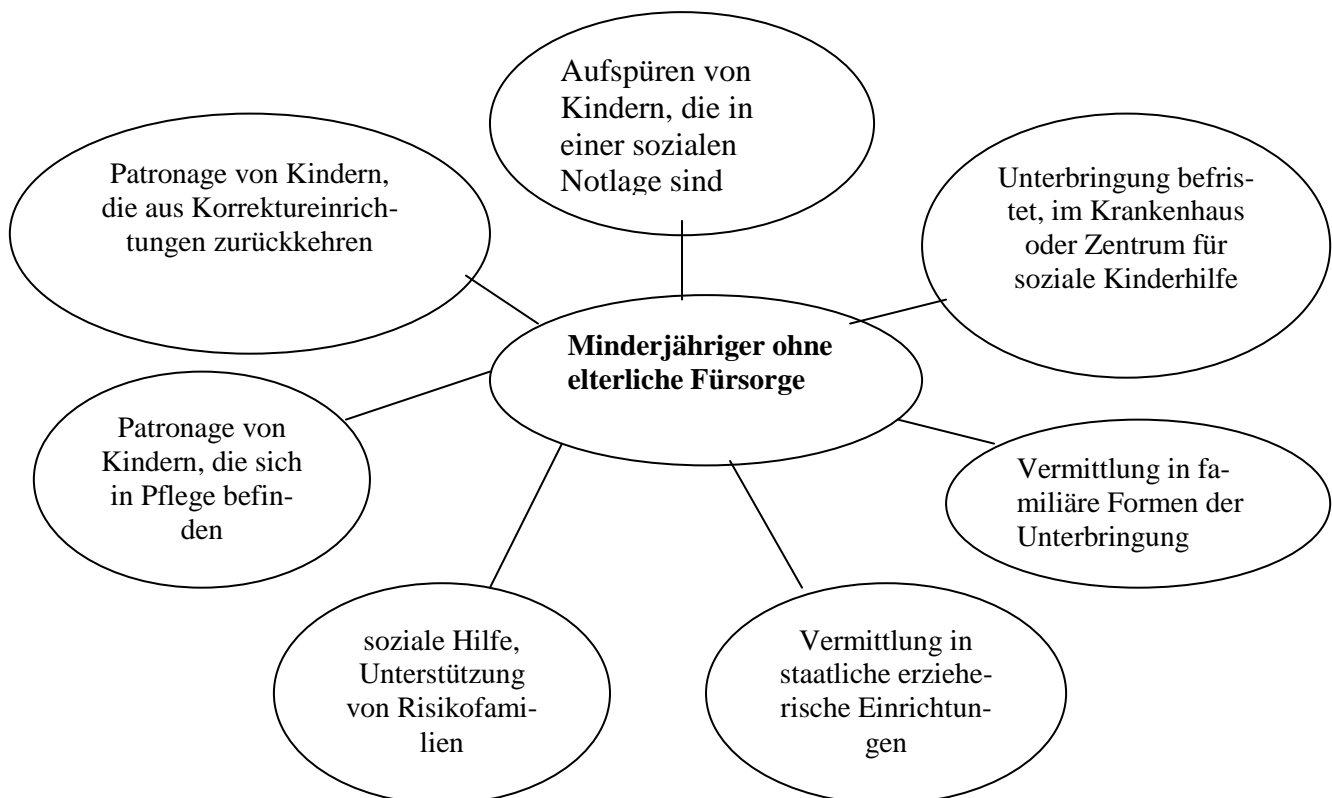 Aufspüren von
Kindern, die in
einer sozialen
Notlage sind
Patronage von Kindern,
die aus Korrektureinrich-
tungen zurückkehren
Unterbringung befris-
tet, im Krankenhaus
oder Zentrum für
soziale Kinderhilfe
Minderjähriger ohne
elterliche Fürsorge
Patronage von
Kindern, die sich
in Pflege befin-
den
Vermittlung in fa-
miliäre Formen der
Unterbringung
soziale Hilfe,
Unterstützung
von Risikofami-
lien
Vermittlung in
staatliche erziehe-
rische Einrichtun-
gen